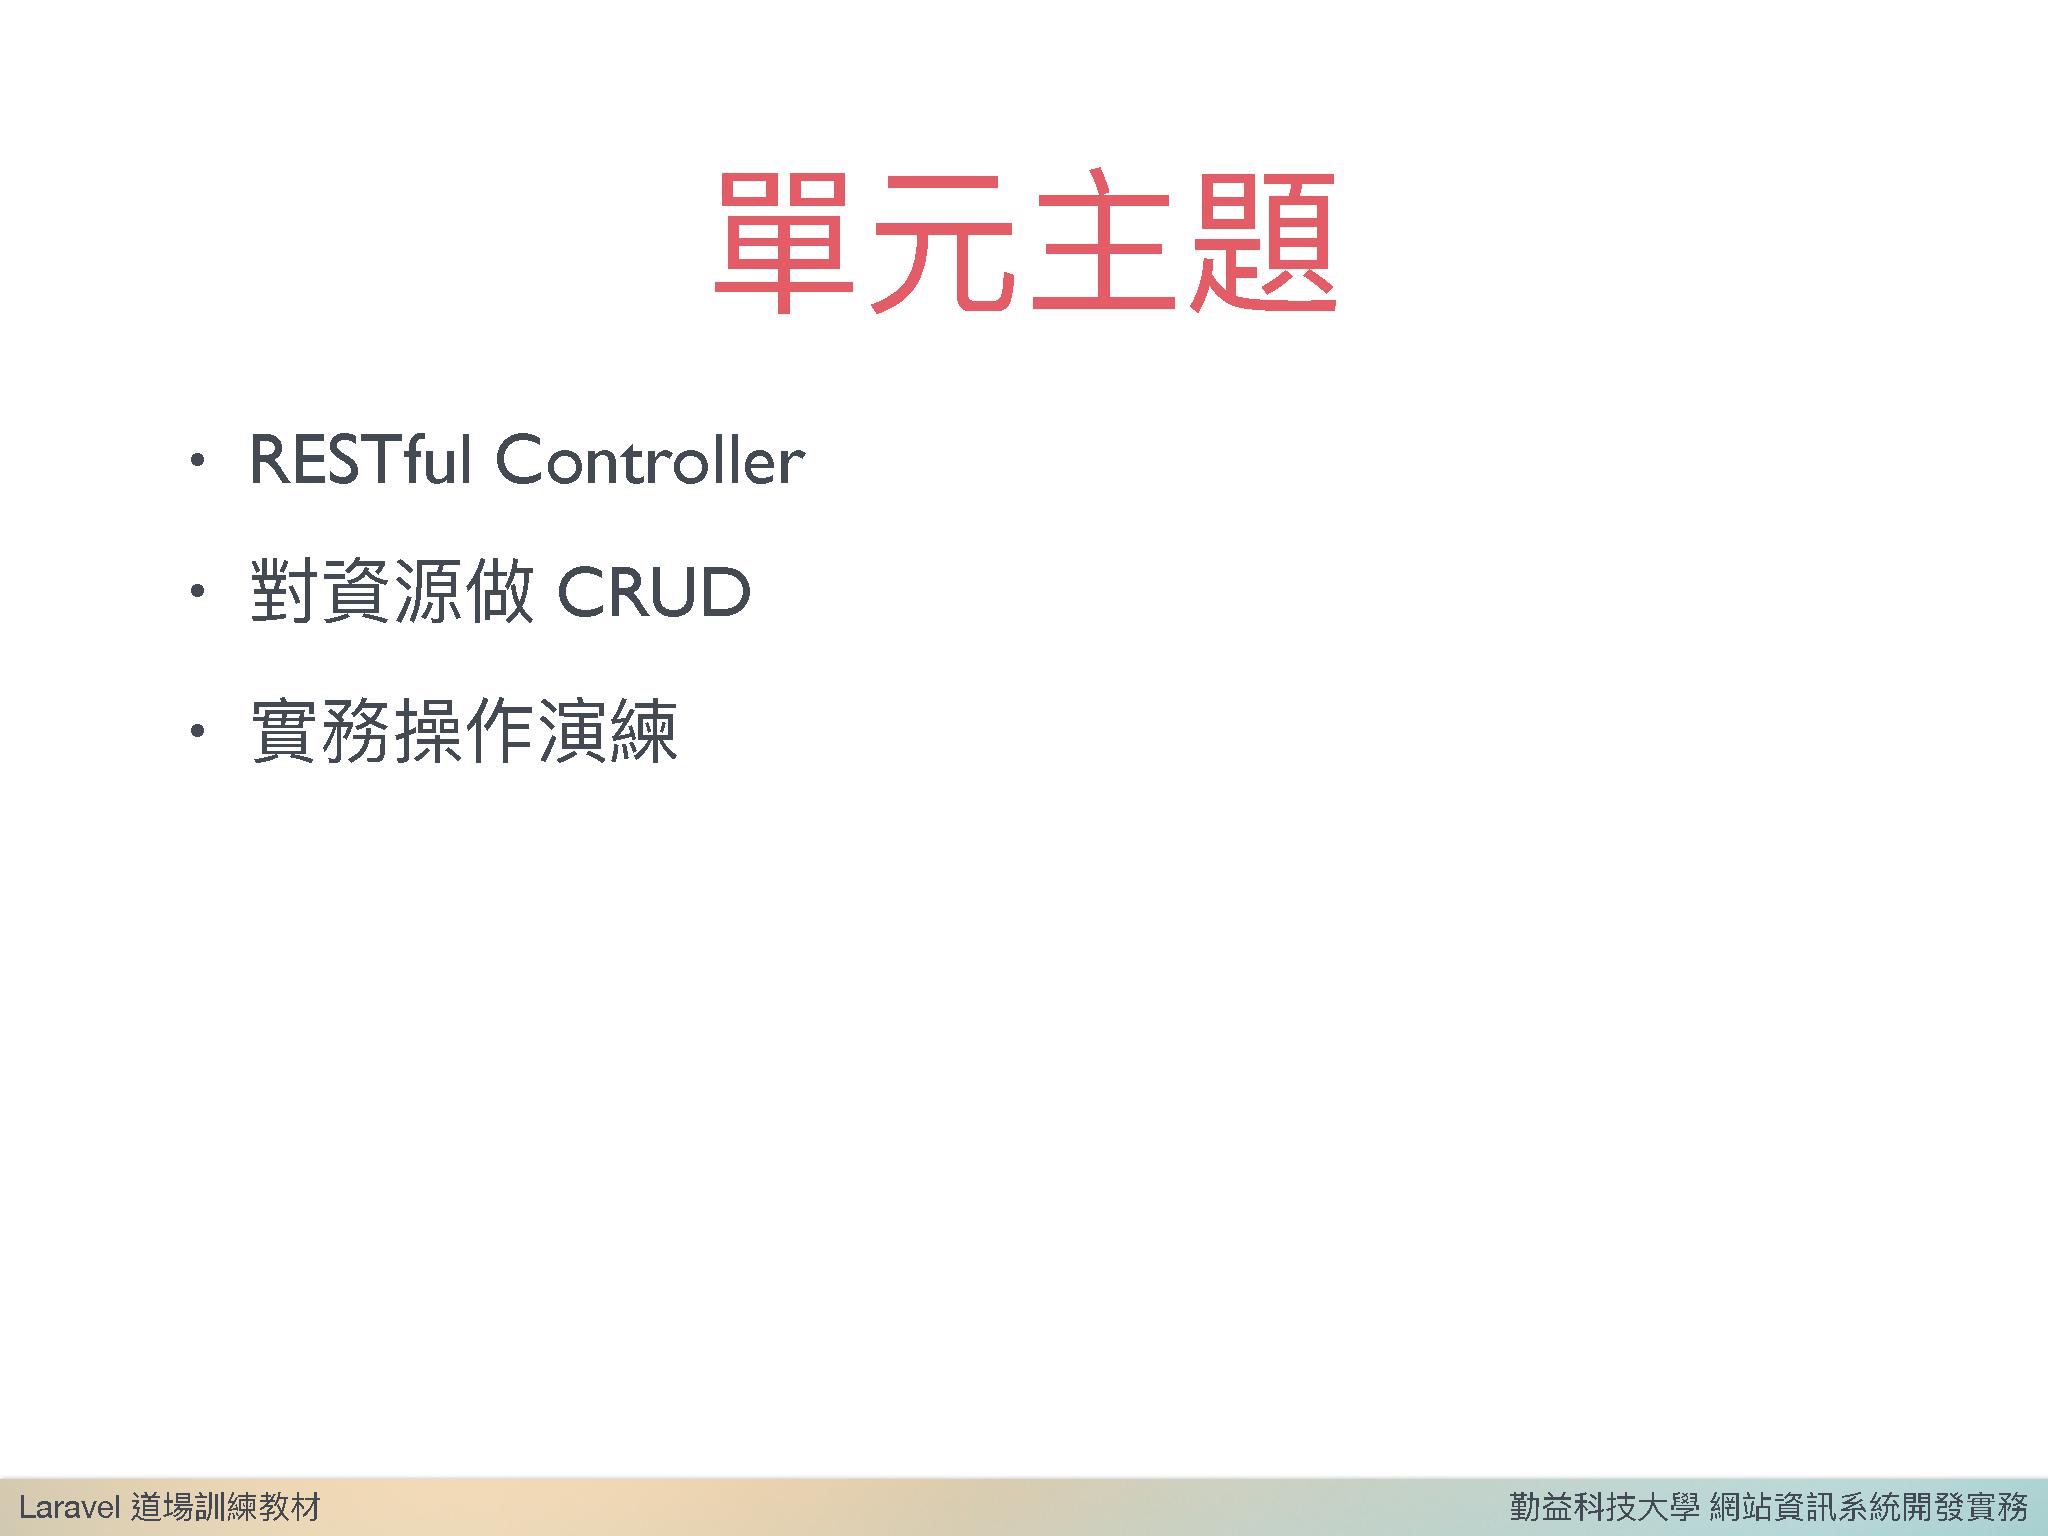 單元主題
• RESTful Controller
• 對資源做 CRUD
• 實務操作演練
Laravel 道場訓練教材
勤益科技大學 網站資訊系統開發實務